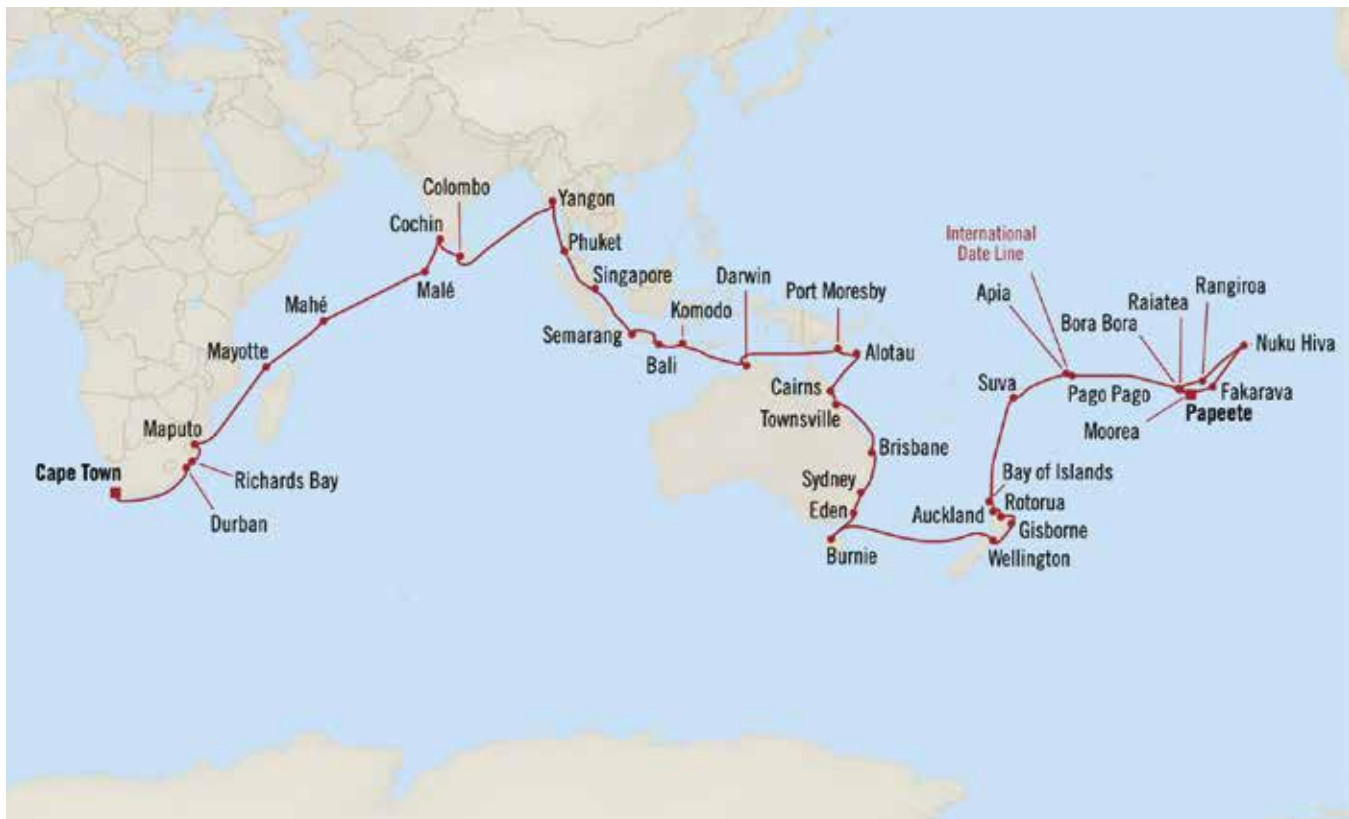 Colombo
Yangon
Cochin
Phuket
International
Date Line
Singapore
Darwin
Rangiroa
Port Moresby
Apia
Raiatea
Malé
Mahé
Komodo
Bora Bora
Semarang
Nuku Hiva
Mayotte
Alotau
Bali
Suva
Cairns
Pago Pago
Fakarava
Papeete
Townsville
Moorea
Maputo
Brisbane
Cape Town
Richards Bay
Sydney
Bay of Islands
Rotorua
Eden
Auckland
Durban
Gisborne
Burnie
Wellington